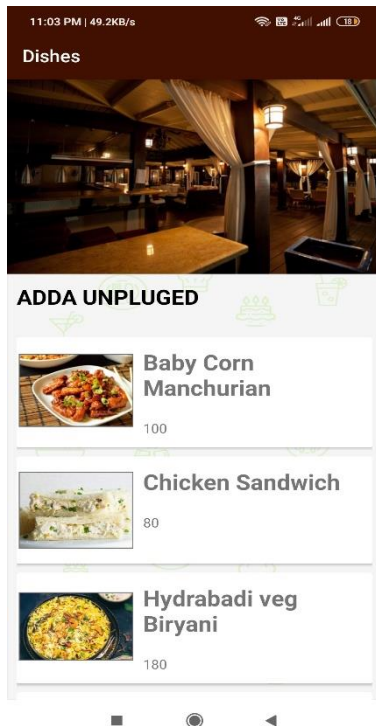 11:03 PM | 49.2KB/s
4G
18
Dishes
ADDA UNPLUGED
Baby Corn
Manchurian
100
Chicken Sandwich
80
Hydrabadi veg
Biryani
180